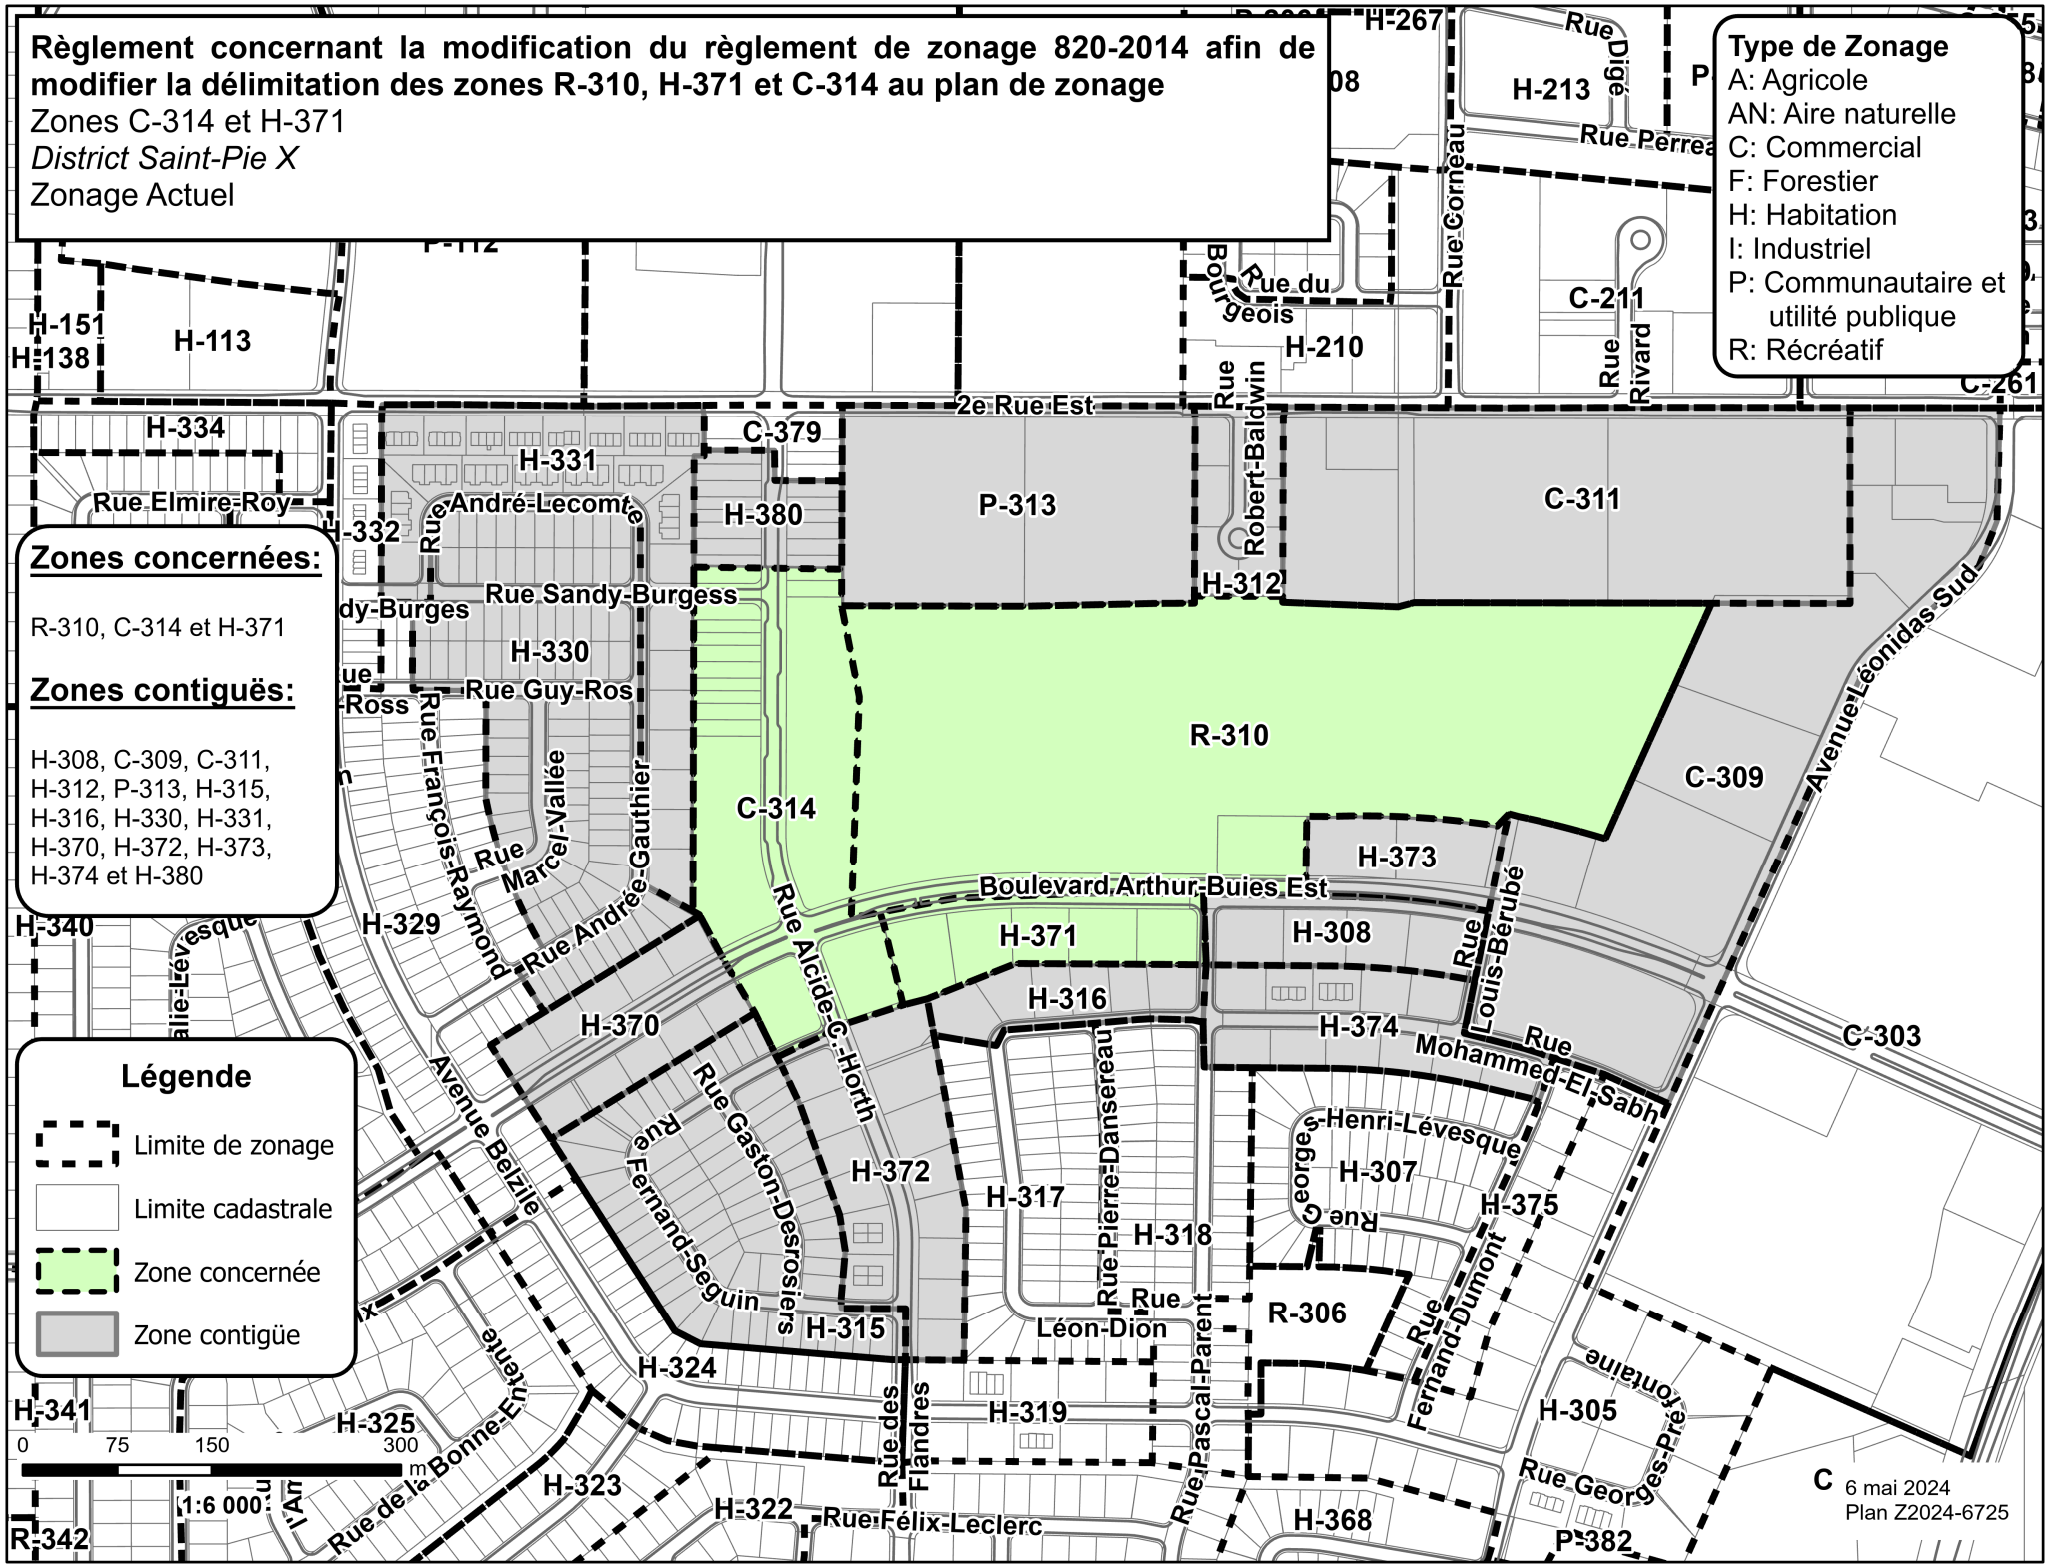 Règlement concernant la modification du règlement de zonage 820-2014 afin de
modifier la délimitation des zones R-310, H-371 et C-314 au plan de zonage
Zones C-314 et H-371
District Saint-Pie X
Zonage Actuel
Type de Zonage
A: Agricole
AN: Aire naturelle
C: Commercial
F: Forestier
H: Habitation
I: Industriel
P: Communautaire et
utilité publique
R: Récréatif
H-267
Rue Digé
H-213
Rue Corneau
C-211
Rue Rivard
Rue du
Bourgeois
H-210
H-151
H-138
H-113
P-112
C-261
2e Rue Est
H-334
Rue Elmire-Roy
H-332
H-331
Rue André-Lecomte
C-379
H-380
P-313
Rue
Robert-Baldwin
H-312
C-311
Rue Sandy-Burgess
H-330
Rue Guy-Ros
-Ross
Rue François-Raymond
Rue
Marcel-Vallée
Rue André-Gauthier
C-314
R-310
C-309
Avenue Léonidas Sud
H-373
Boulevard Arthur-Buies Est
Zones concernées:
R-310, C-314 et H-371
Zones contiguës:
H-308, C-309, C-311,
H-312, P-313, H-315,
H-316, H-330, H-331,
H-370, H-372, H-373,
H-374 et H-380
H-340
H-329
H-371
H-308
Rue
Louis-Bérubé
H-316
H-370
H-374
Rue
Mohammed-El-Sabh
C-303
Rue Alcide-C.-Horth
Avenue Belzile
Rue Gaston-Desrosiers
Rue
Fernand-Seguin
H-372
H-317
Rue Pierre-Dansereau
H-318
Rue
Georges-Henri-Lévesque
H-307
H-375
R-306
Rue
Fernand-Dumont
Rue
Léon-Dion
H-315
H-324
Rue Pascal-Parent
H-319
Rue des
Flandres
H-305
Rue Georges-Préfontaine
Légende
Limite de zonage
Limite cadastrale
Zone concernée
Zone contigüe
H-341
H-325
Rue de la Bonne-Entente
0 75 150 300
m
1:6 000
R-342
H-323
H-322
Rue Félix-Leclerc
H-368
P-382
C
6 mai 2024
Plan Z2024-6725